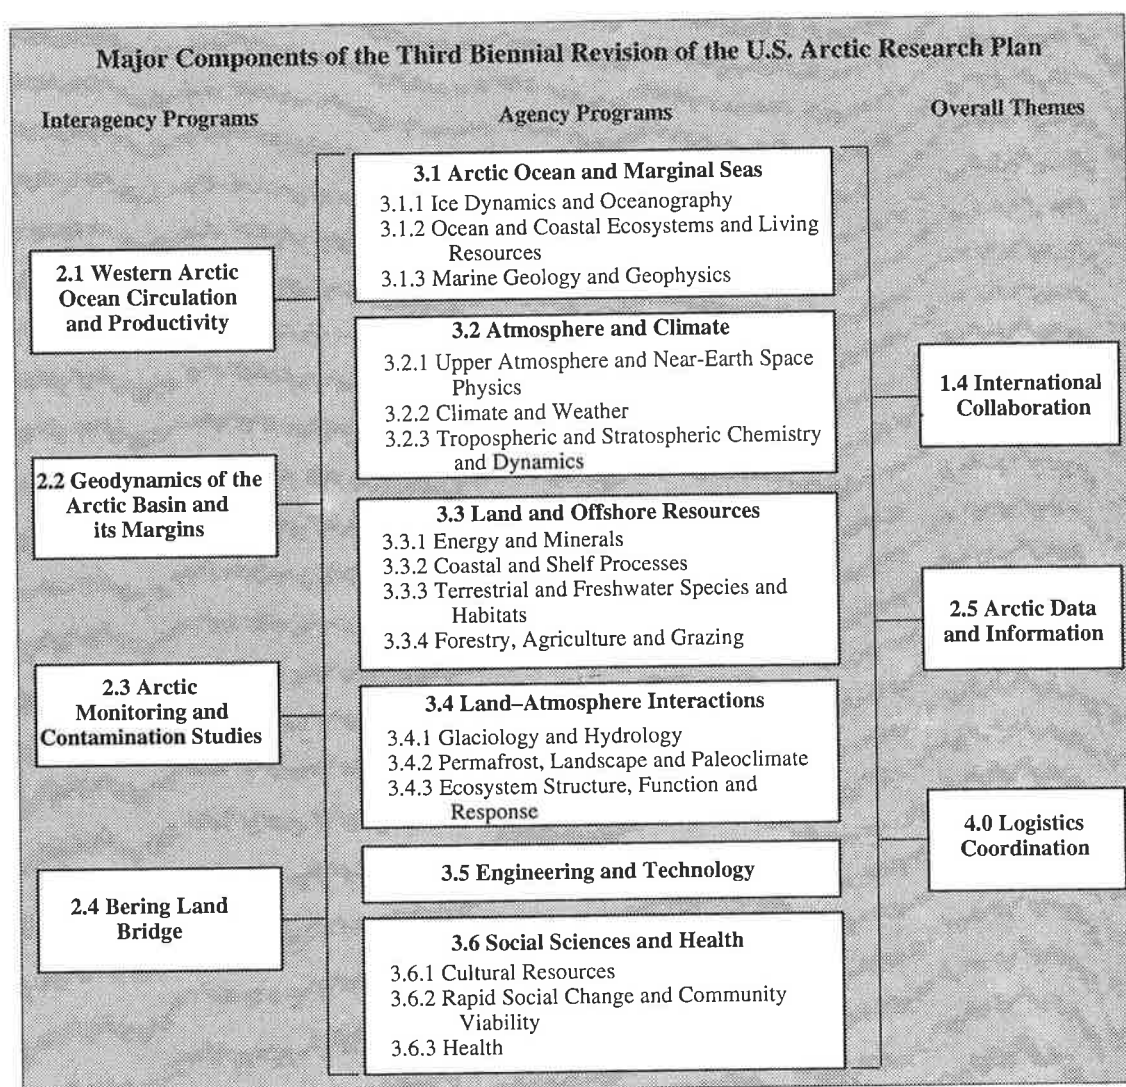 Major Components of the Third Biennial Revision of the U.S. Arctic Research Plan
Interagency Programs
Agency Programs
Overall Themes
2.1 Western Arctic
Ocean Circulation
and Productivity
2.2 Geodynamics of the
Arctic Basin and
its Margins
2.3 Arctic
Monitoring and
Contamination Studies
2.4 Bering Land
Bridge
3.1 Arctic Ocean and Marginal Seas
3.1.1 Ice Dynamics and Oceanography
3.1.2 Ocean and Coastal Ecosystems and Living
Resources
3.1.3 Marine Geology and Geophysics
3.2 Atmosphere and Climate
3.2.1 Upper Atmosphere and Near-Earth Space
Physics
3.2.2 Climate and Weather
3.2.3 Tropospheric and Stratospheric Chemistry
and Dynamics
3.3 Land and Offshore Resources
3.3.1 Energy and Minerals
3.3.2 Coastal and Shelf Processes
3.3.3 Terrestrial and Freshwater Species and
Habitats
3.3.4 Forestry, Agriculture and Grazing
3.4 Land–Atmosphere Interactions
3.4.1 Glaciology and Hydrology
3.4.2 Permafrost, Landscape and Paleoclimate
3.4.3 Ecosystem Structure, Function and
Response
3.5 Engineering and Technology
3.6 Social Sciences and Health
3.6.1 Cultural Resources
3.6.2 Rapid Social Change and Community
Viability
3.6.3 Health
1.4 International
Collaboration
2.5 Arctic Data
and Information
4.0 Logistics
Coordination